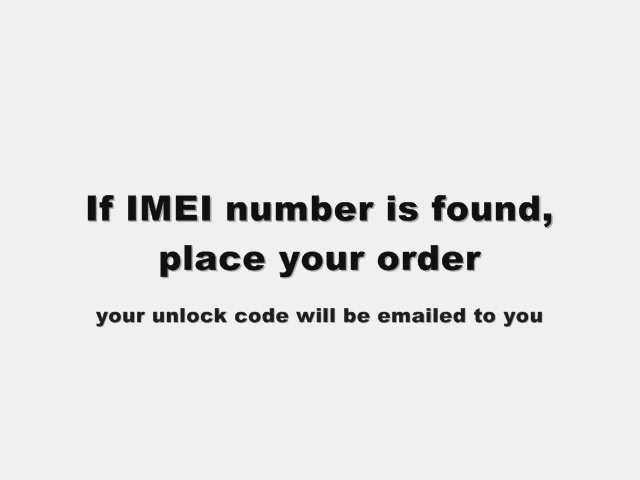 If IMEI number is found,
place your order
your unlock code will be emailed to you